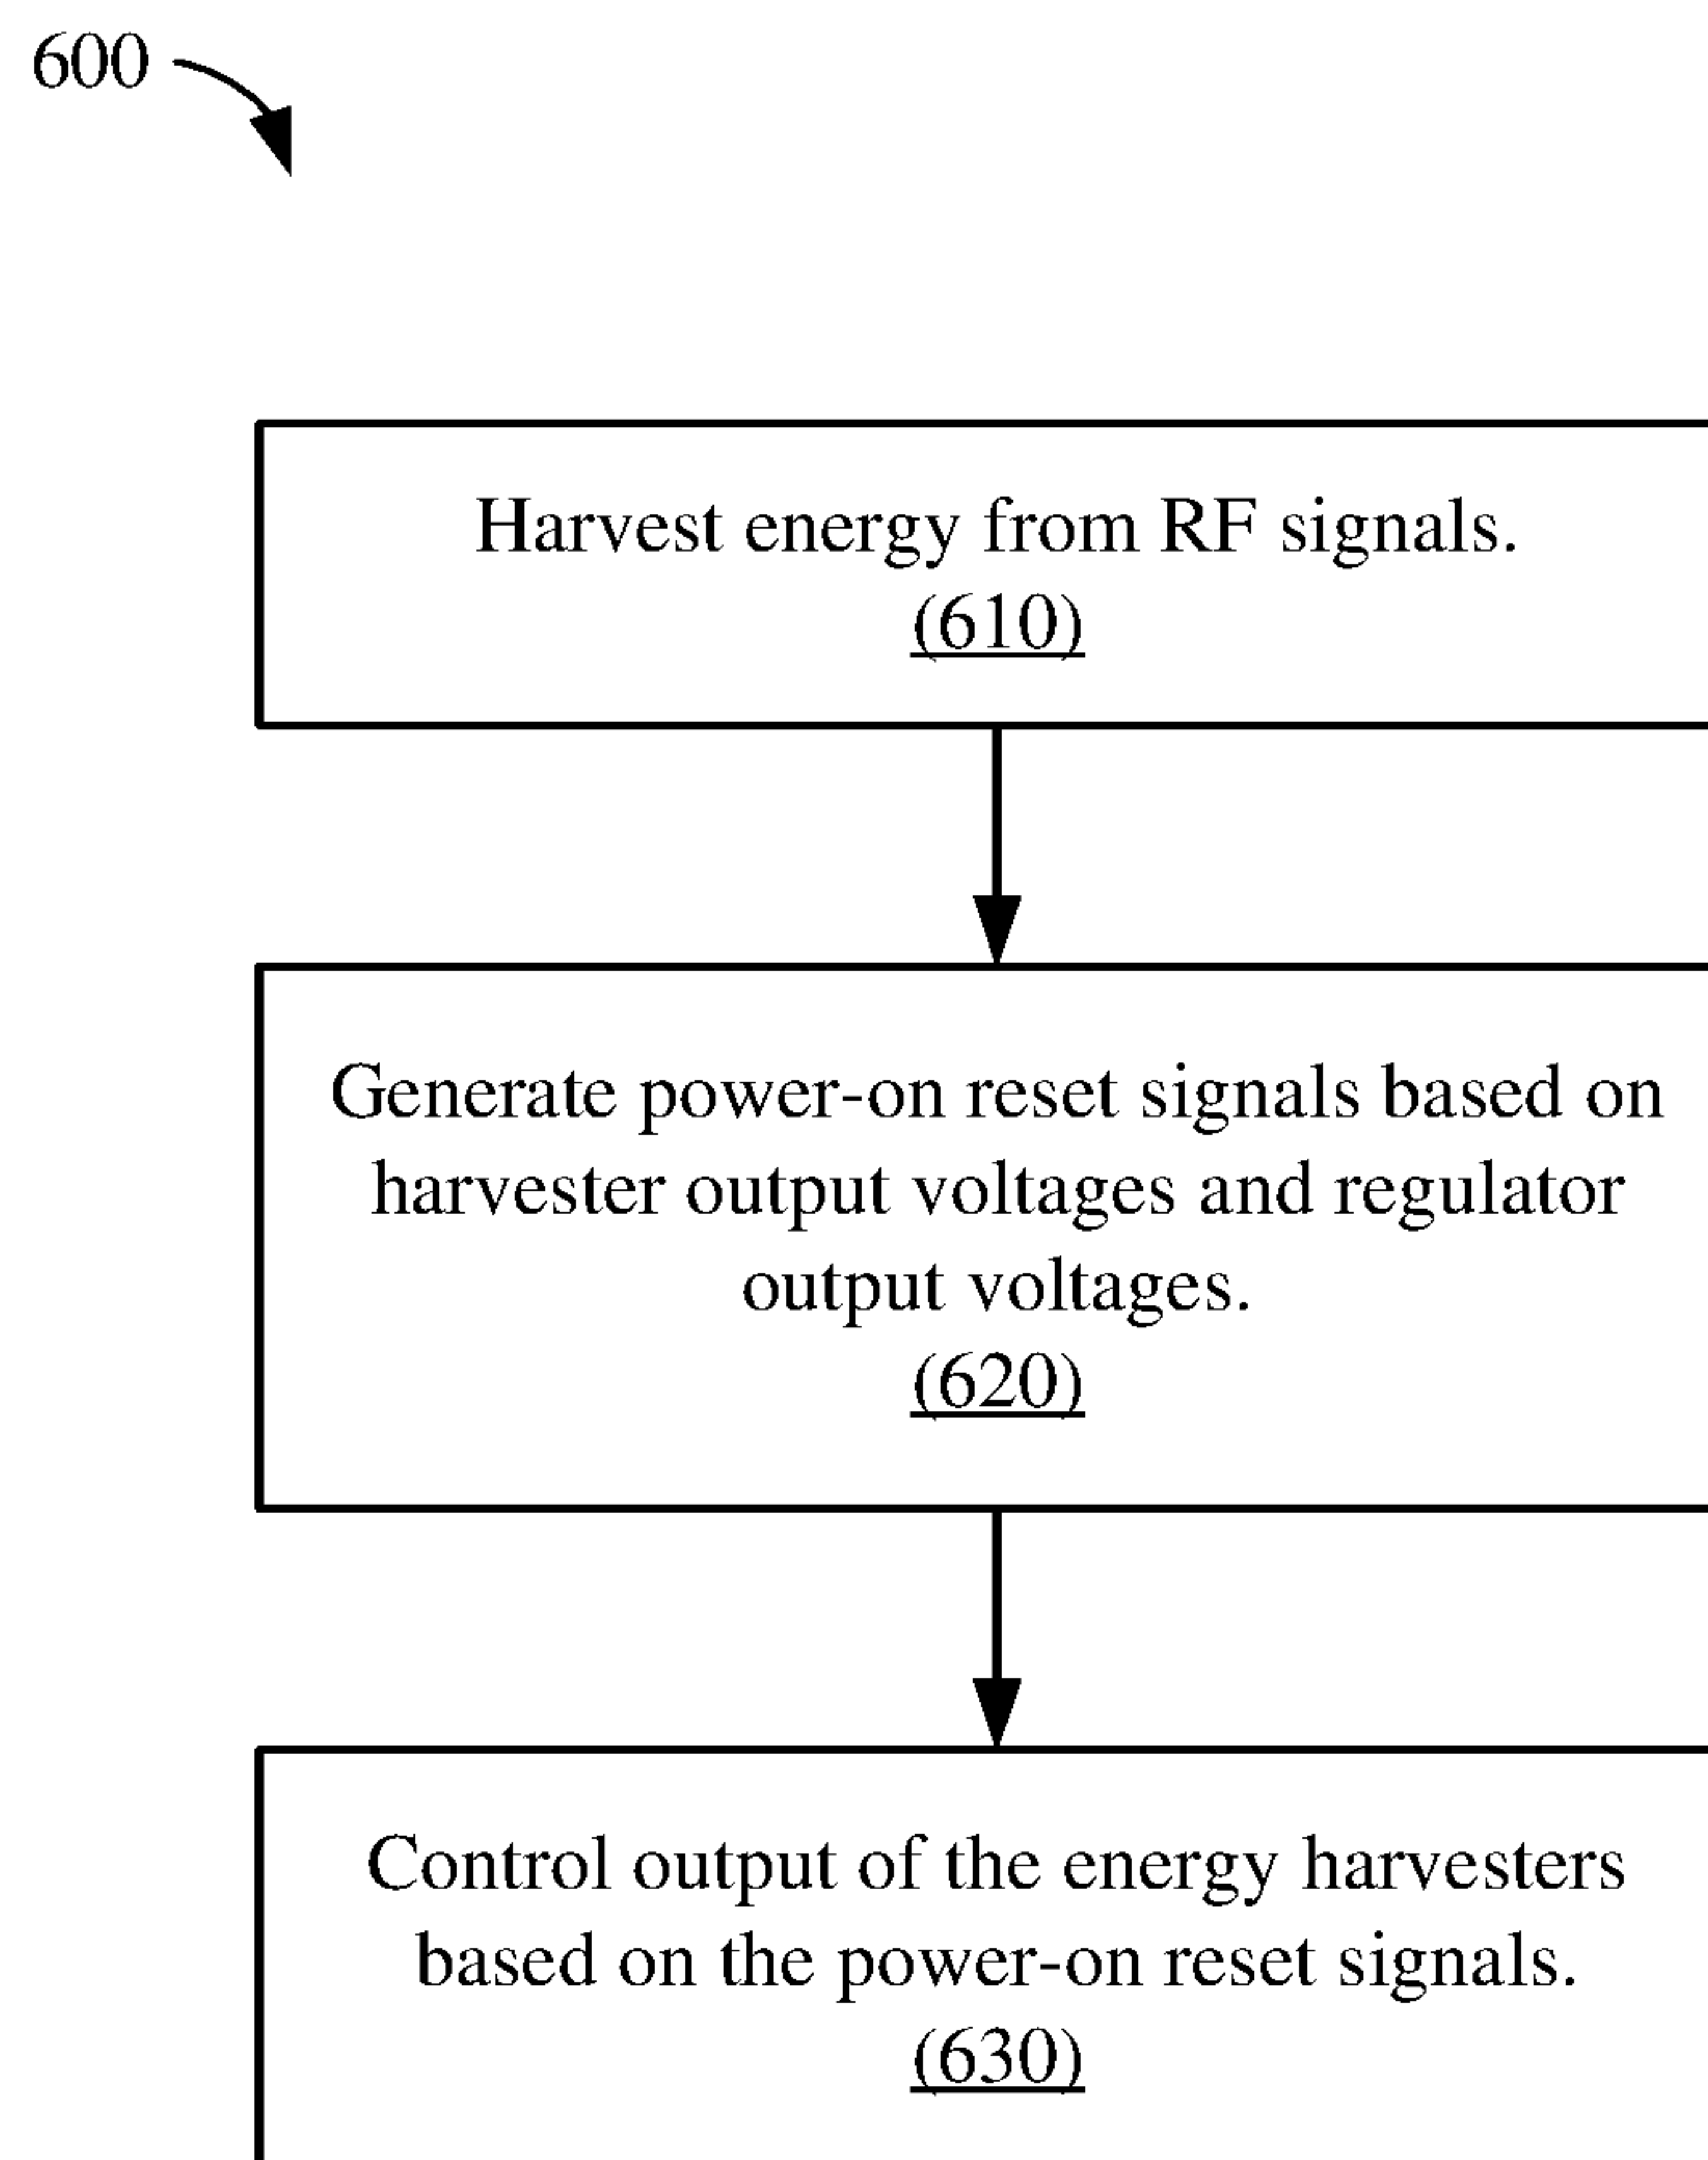 600
Harvest energy from RF signals.
(610)
Generate power-on reset signals based on
harvester output voltages and regulator
output voltages.
(620)
Control output of the energy harvesters
based on the power-on reset signals.
(630)